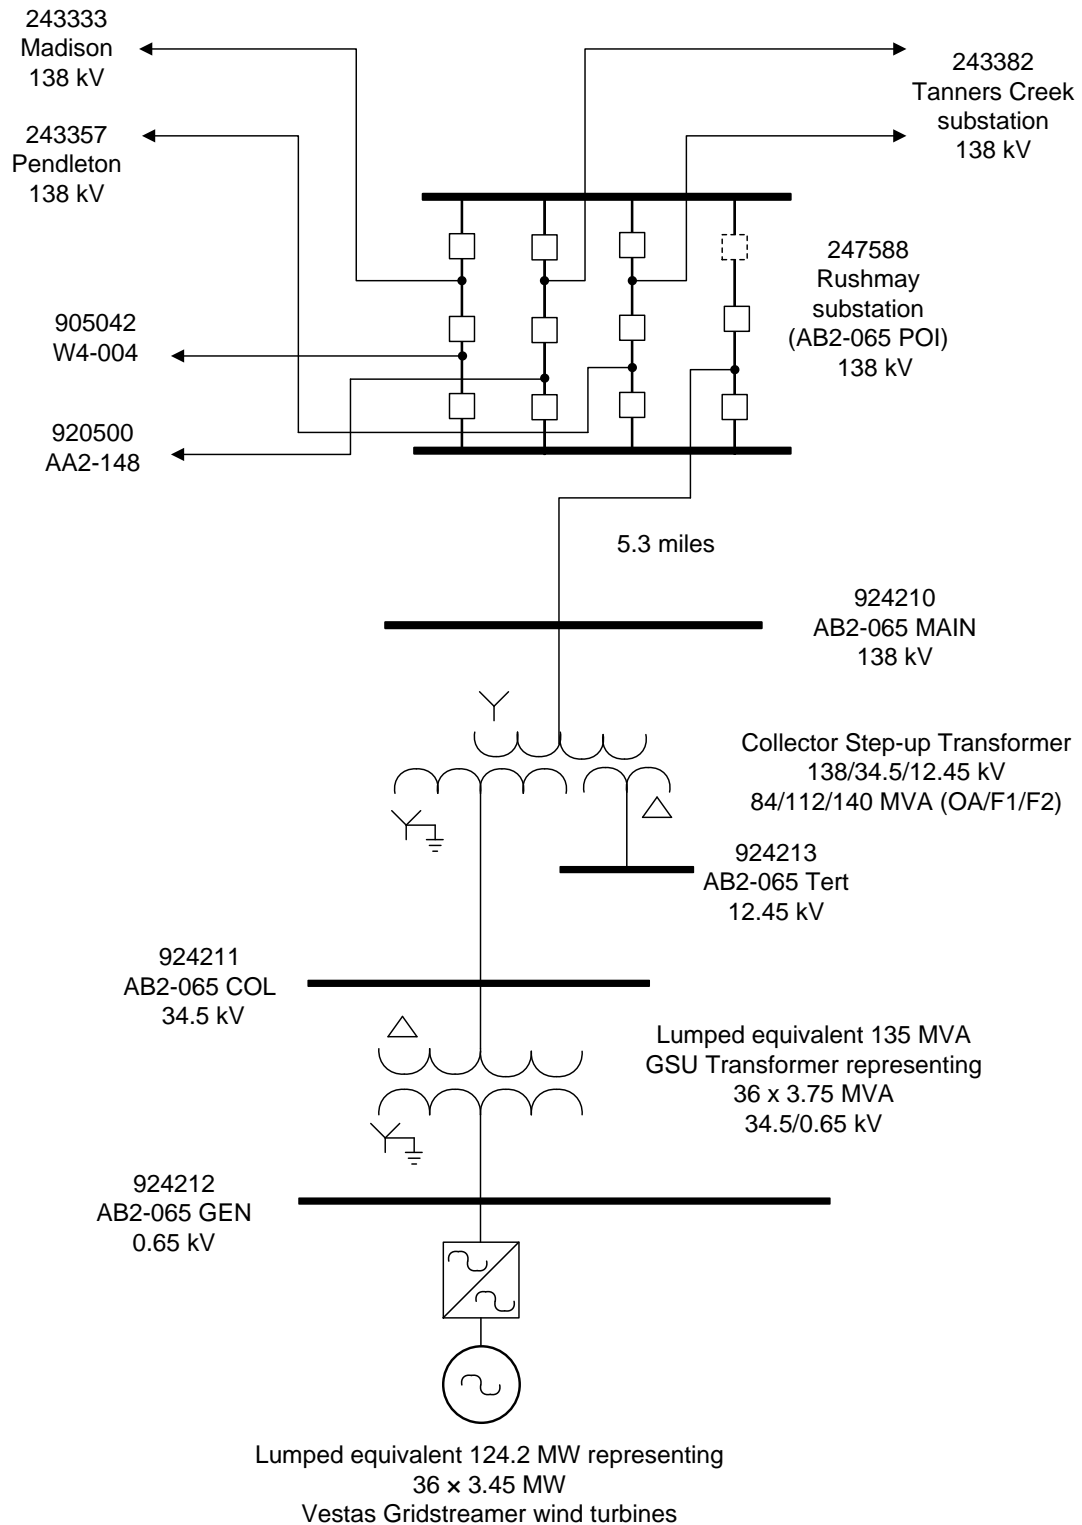 243333
Madison
138 kV
243382
Tanners Creek
substation
138 kV
243357
Pendleton
138 kV
247588
Rushmay
substation
(AB2-065 POI)
138 kV
905042
W4-004
920500
AA2-148
5.3 miles
924210
AB2-065 MAIN
138 kV
Collector Step-up Transformer
138/34.5/12.45 kV
84/112/140 MVA (OA/F1/F2)
924213
AB2-065 Tert
12.45 kV
924211
AB2-065 COL
34.5 kV
Lumped equivalent 135 MVA
GSU Transformer representing
36 x 3.75 MVA
34.5/0.65 kV
924212
AB2-065 GEN
0.65 kV
Lumped equivalent 124.2 MW representing
36 × 3.45 MW
Vestas Gridstreamer wind turbines